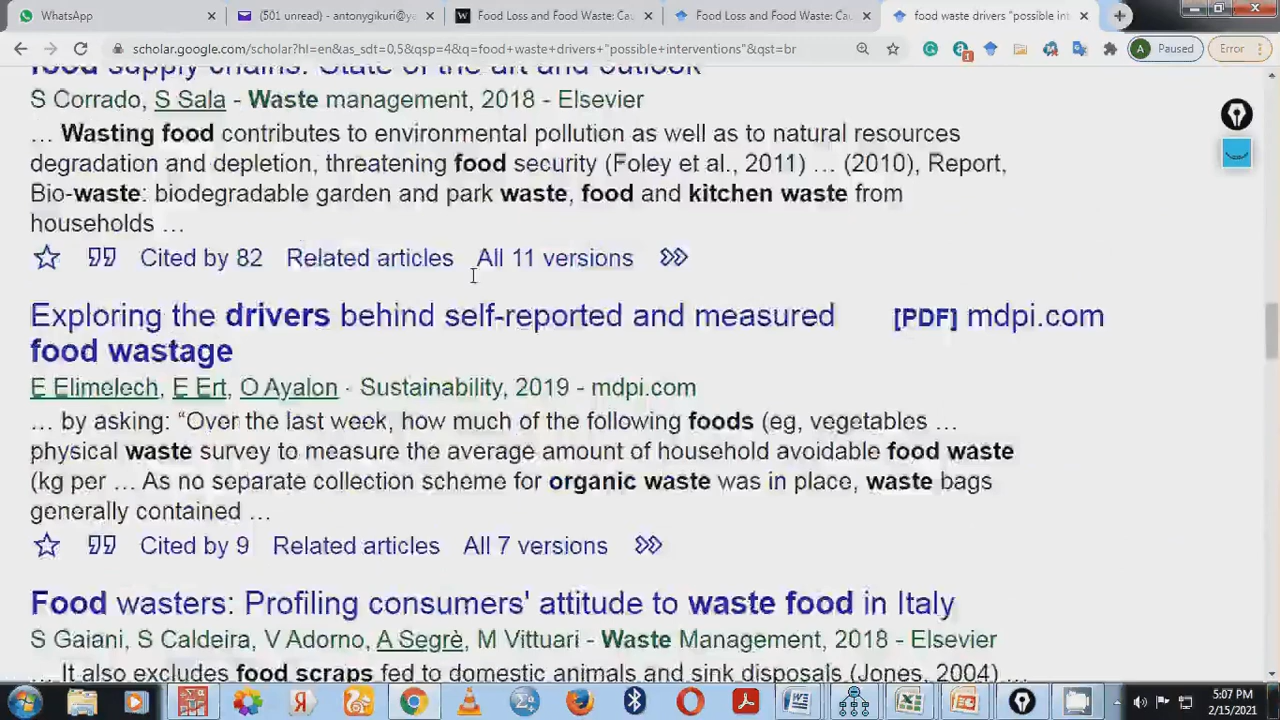 WhatsApp
(501 unread) - antonygikuri@ye
Food Loss and Food Waste: Cau
Food Loss and Food Waste: Cau
food waste drivers "possible int
scholar.google.com/scholar?hl=en&as_sdt=0,5&qsp=4&q=food+waste+drivers+"possible+interventions"&qst=br
1
A Paused
Error
food supply chains: State of the art and outlook
S Corrado, S Sala - Waste management, 2018 - Elsevier
... Wasting food contributes to environmental pollution as well as to natural resources
degradation and depletion, threatening food security (Foley et al., 2011) ... (2010), Report,
Bio-waste: biodegradable garden and park waste, food and kitchen waste from
households ...
Cited by 82 Related articles All 11 versions
Exploring the drivers behind self-reported and measured
food wastage
[PDF] mdpi.com
E Elimelech, E Ert, O Ayalon - Sustainability, 2019 - mdpi.com
... by asking: “Over the last week, how much of the following foods (eg, vegetables ...
physical waste survey to measure the average amount of household avoidable food waste
(kg per ... As no separate collection scheme for organic waste was in place, waste bags
generally contained ...
Cited by 9 Related articles All 7 versions
Food wasters: Profiling consumers' attitude to waste food in Italy
S Gaiani, S Caldeira, V Adorno, A Segrè, M Vittuari - Waste Management, 2018 - Elsevier
... It also excludes food scraps fed to domestic animals and sink disposals (Jones, 2004) ...
5:07 PM
2/15/2021